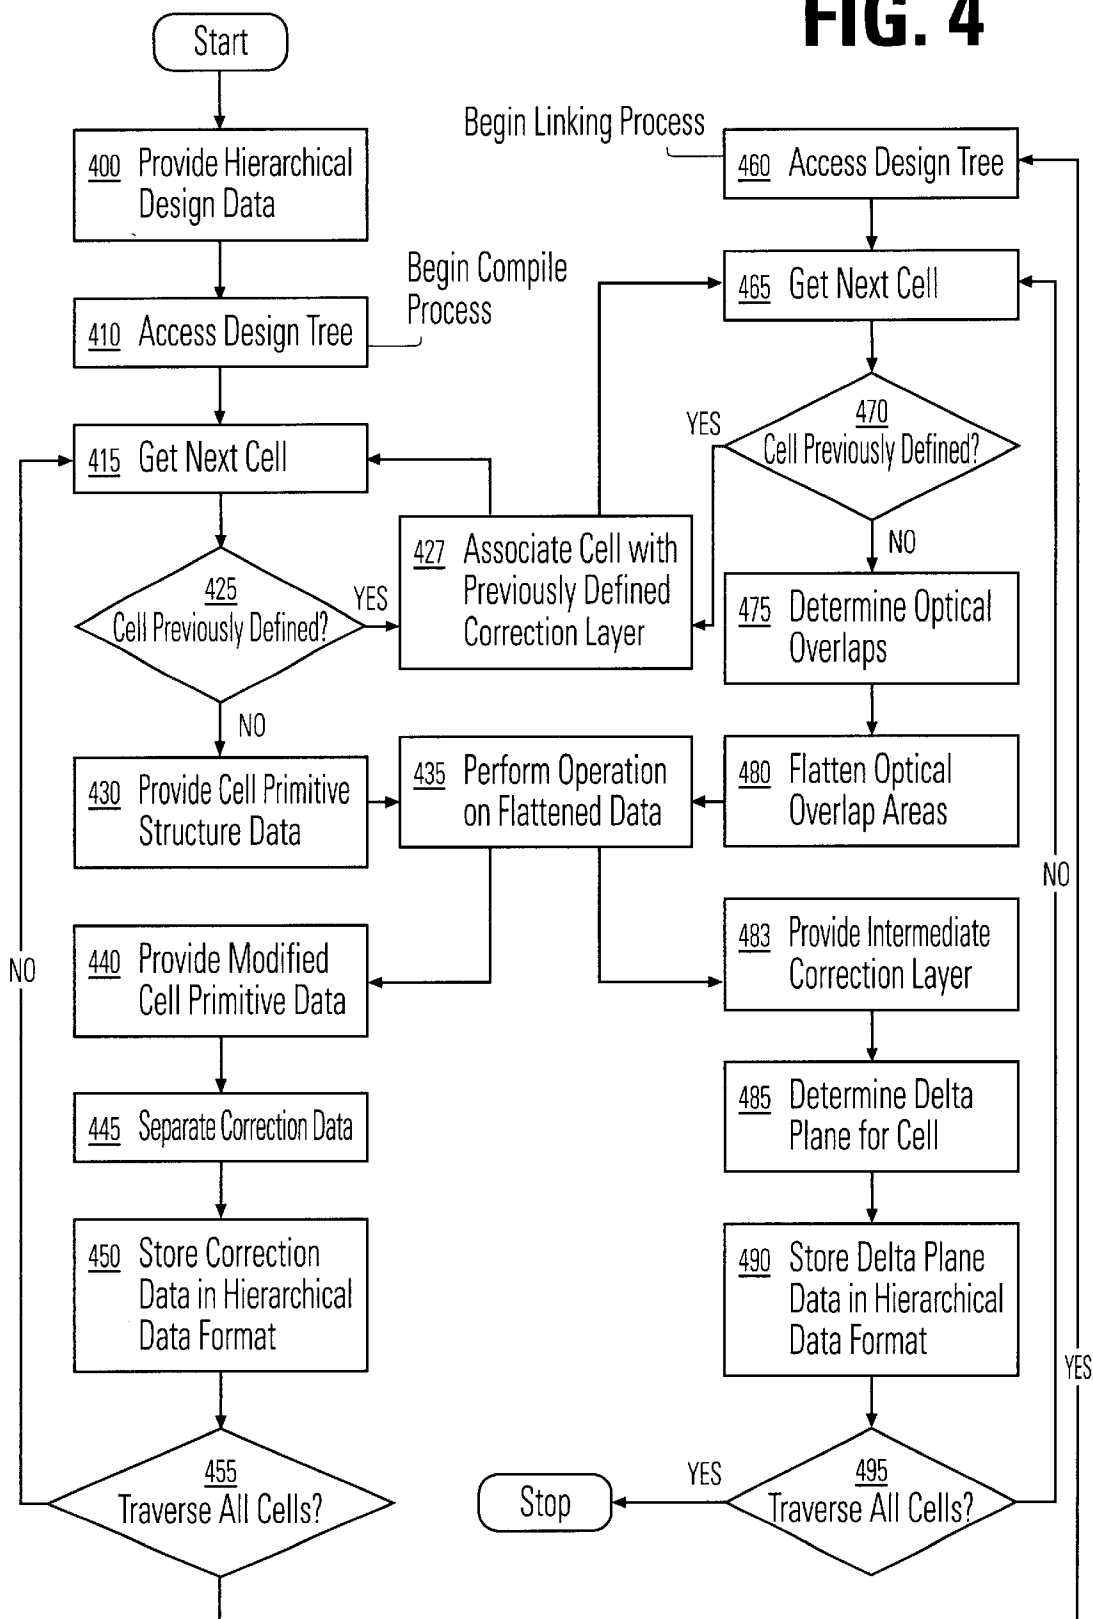 FIG. 4
Start
400 Provide Hierarchical
Design Data
Begin Compile
Process
410 Access Design Tree
415 Get Next Cell
425
Cell Previously Defined?
YES
NO
427 Associate Cell with
Previously Defined
Correction Layer
430 Provide Cell Primitive
Structure Data
435 Perform Operation
on Flattened Data
440 Provide Modified
Cell Primitive Data
445 Separate Correction Data
450 Store Correction
Data in Hierarchical
Data Format
455
Traverse All Cells?
NO
YES
Begin Linking Process
460 Access Design Tree
465 Get Next Cell
470
Cell Previously Defined?
YES
NO
475 Determine Optical
Overlaps
480 Flatten Optical
Overlap Areas
483 Provide Intermediate
Correction Layer
485 Determine Delta
Plane for Cell
490 Store Delta Plane
Data in Hierarchical
Data Format
495
Traverse All Cells?
NO
YES
Stop